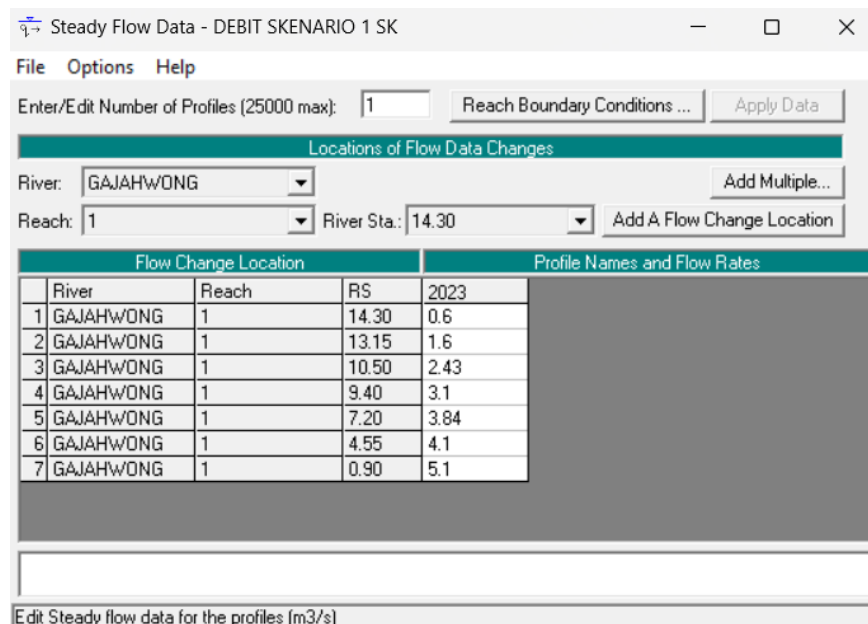 Steady Flow Data - DEBIT SKENARIO 1 SK
File Options Help
Enter/Edit Number of Profiles (25000 max): 1 Reach Boundary Conditions ... Apply Data
Locations of Flow Data Changes
River: GAJAHWONG Add Multiple...
Reach: 1 River Sta.: 14.30 Add A Flow Change Location
Flow Change Location Profile Names and Flow Rates
River Reach RS 2023
1 GAJAHWONG 1 14.30 0.6
2 GAJAHWONG 1 13.15 1.6
3 GAJAHWONG 1 10.50 2.43
4 GAJAHWONG 1 9.40 3.1
5 GAJAHWONG 1 7.20 3.84
6 GAJAHWONG 1 4.55 4.1
7 GAJAHWONG 1 0.90 5.1
Edit Steady flow data for the profiles (m3/s)